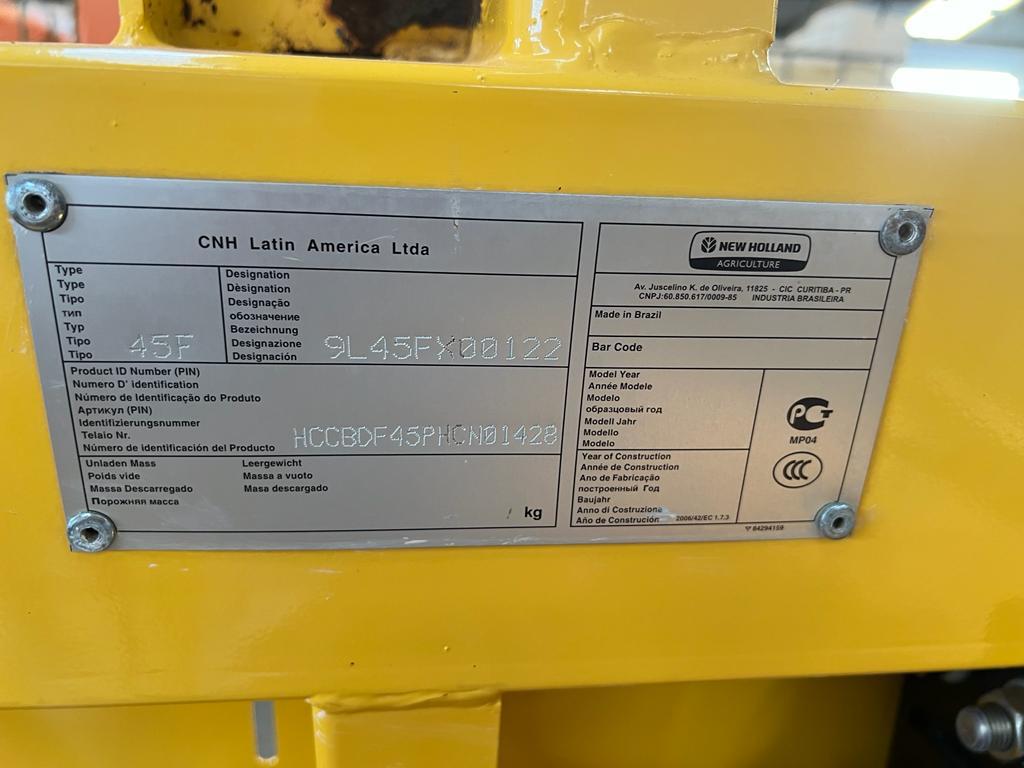 CNH Latin America Ltda
Type
Type
Tipo
тип
Typ
Tipo
Tipo
45F
Designation
Dèsignation
Designação
обозначение
Bezeichnung
Designazione
Designación
9L45FX00122
Product ID Number (PIN)
Numero D' identification
Número de Identificação do Produto
Артикул (PIN)
Identifizierungsnummer
Telaio Nr.
Número de identificación del Producto
HCCBDF45PHCN01428
Unladen Mass
Poids vide
Massa Descarregado
Порожняя масса
Leergewicht
Massa a vuoto
Masa descargado
kg
NEW HOLLAND
AGRICULTURE
Av. Juscelino K. de Oliveira, 11825 - CIC CURITIBA - PR
CNPJ:60.850.617/0009-85 INDUSTRIA BRASILEIRA
Made in Brazil
Bar Code
Model Year
Année Modele
Modelo
образцовый год
Modell Jahr
Modello
Modelo
Year of Construction
Année de Construction
Ano de Fabricação
построенный Год
Baujahr
Anno di Costruzione
Año de Construción
2006/42/EC 1.7.3
РСТ
MP04
CCC
84294159